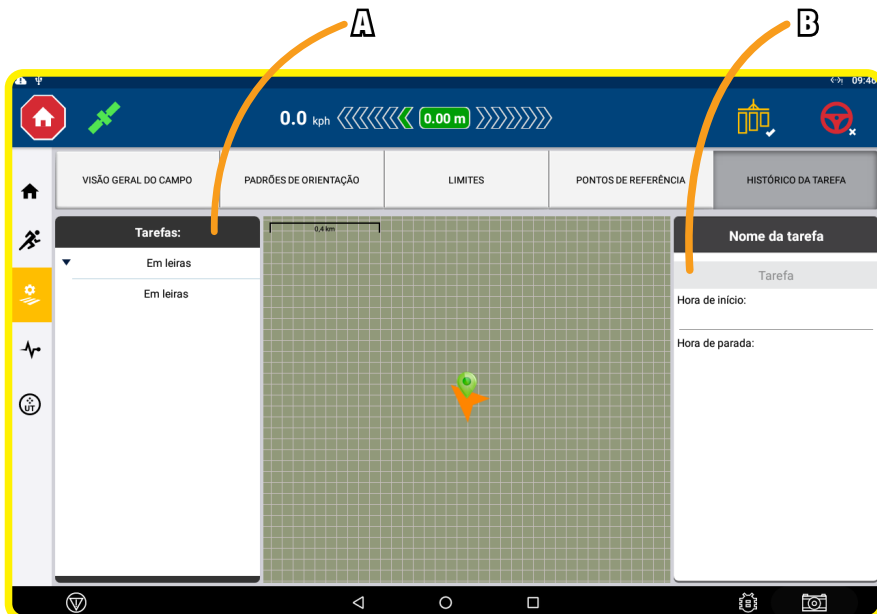 A
B
09:46
0.0 kph
0.00 m
VISÃO GERAL DO CAMPO
PADRÕES DE ORIENTAÇÃO
LIMITES
PONTOS DE REFERÊNCIA
HISTÓRICO DA TAREFA
Tarefas:
Em leiras
Em leiras
0,4 km
Nome da tarefa
Tarefa
Hora de início:
Hora de parada:
UT